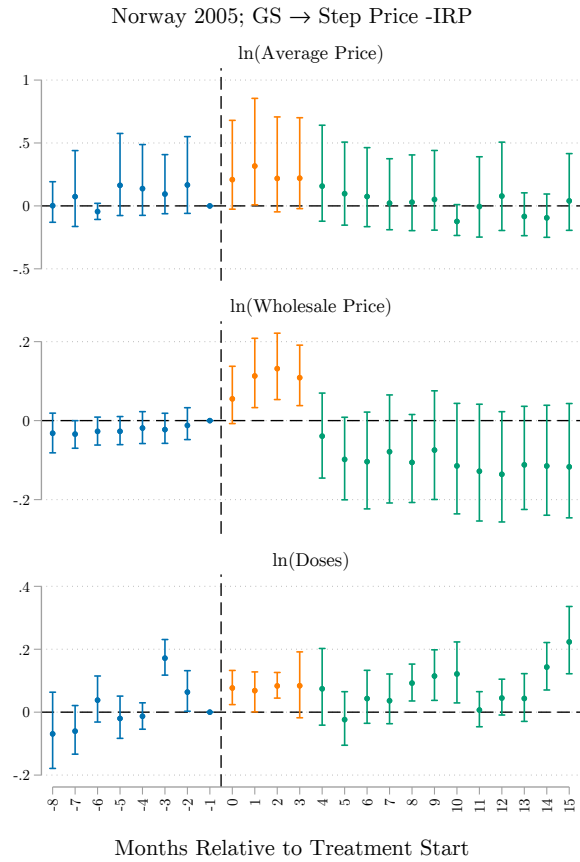 Norway 2005; GS → Step Price -IRP
ln(Average Price)
1
.5
0
-.5
ln(Wholesale Price)
.2
0
-.2
ln(Doses)
.4
.2
0
-.2
-8 -7 -6 -5 -4 -3 -2 -1 0 1 2 3 4 5 6 7 8 9 10 11 12 13 14 15
Months Relative to Treatment Start